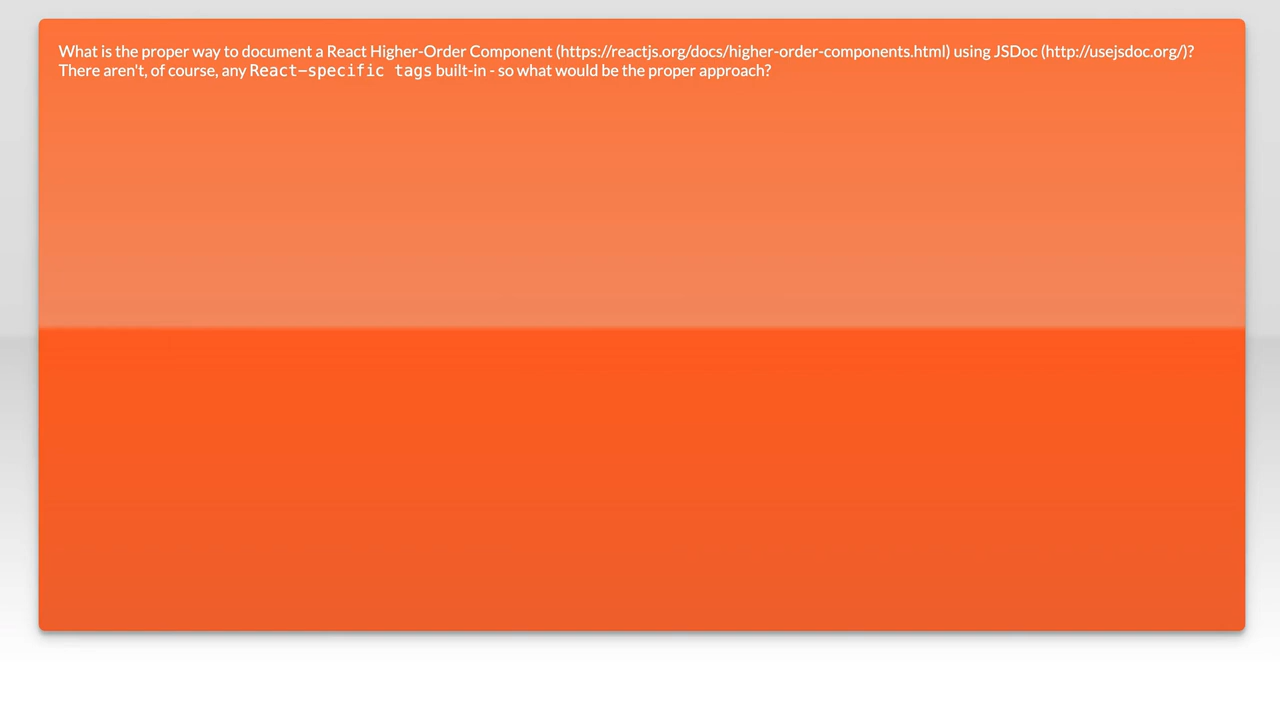 What is the proper way to document a React Higher-Order Component (https://reactjs.org/docs/higher-order-components.html) using JSDoc (http://usejsdoc.org/)?
There aren't, of course, any React-specific tags built-in - so what would be the proper approach?